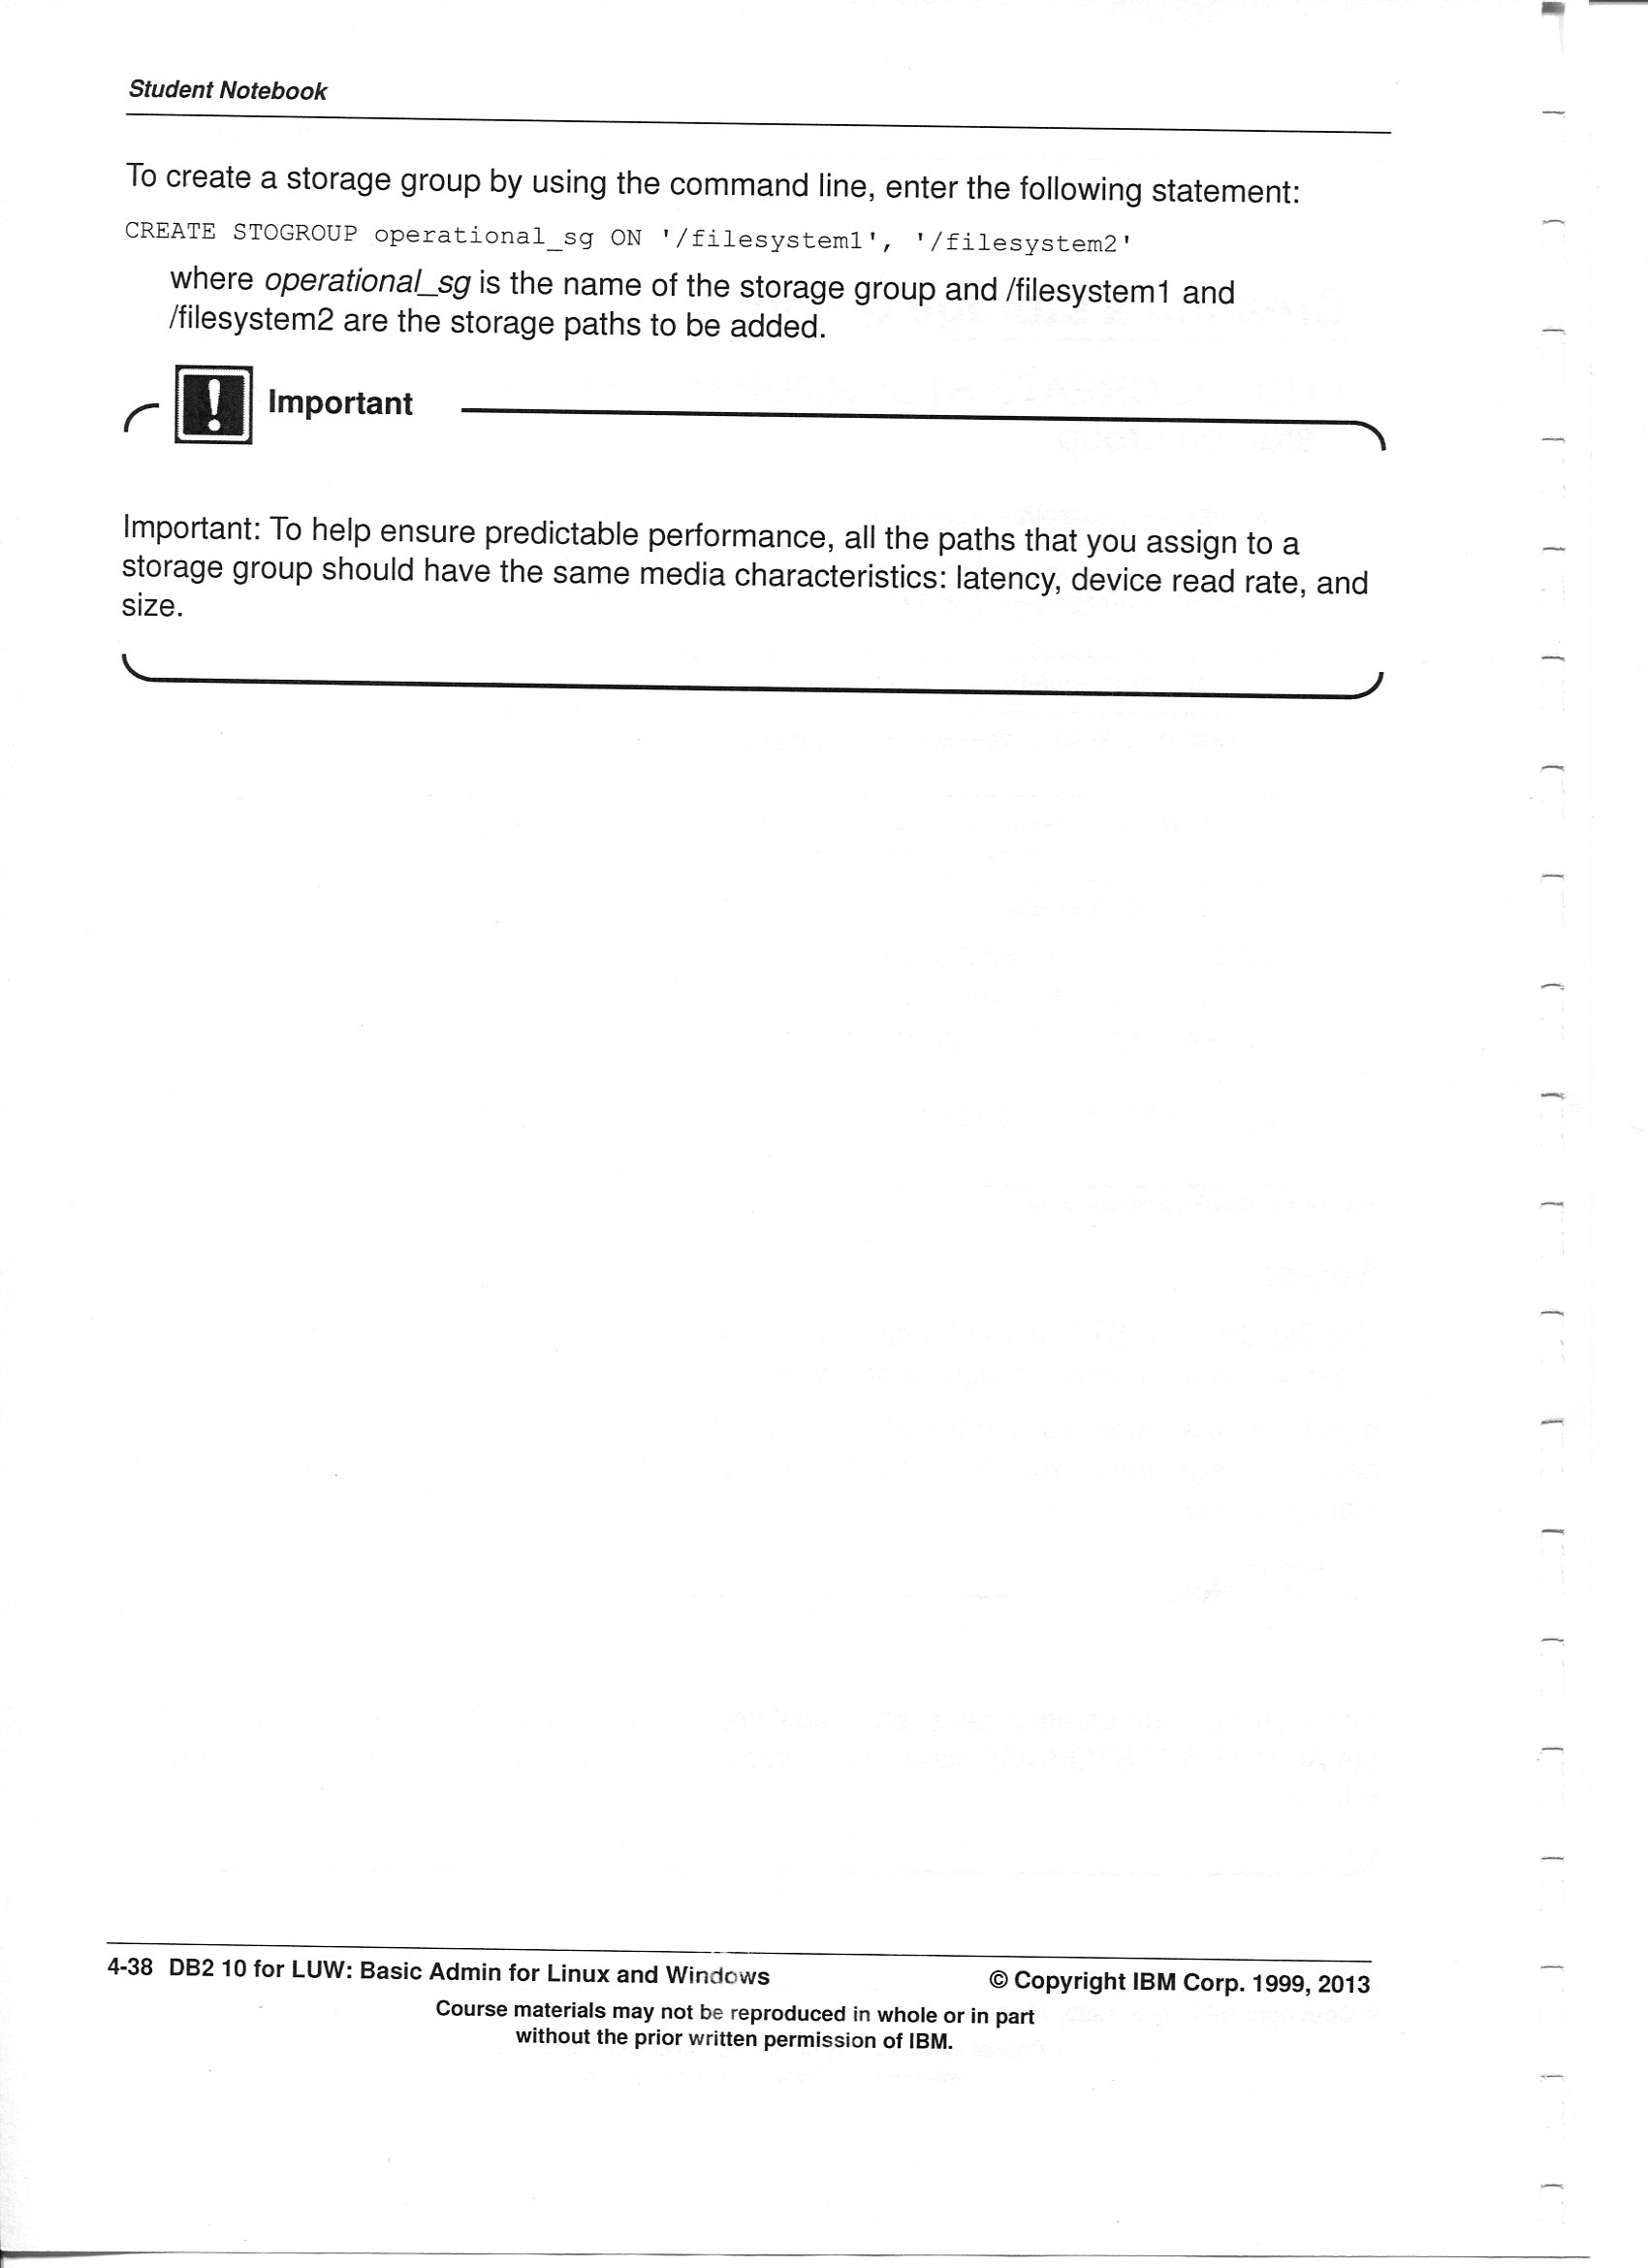 Student Notebook
To create a storage group by using the command line, enter the following statement:
CREATE STOGROUP operational_sg ON '/filesystem1', '/filesystem2'
where operational_sg is the name of the storage group and /filesystem1 and
/filesystem2 are the storage paths to be added.
! Important
Important: To help ensure predictable performance, all the paths that you assign to a
storage group should have the same media characteristics: latency, device read rate, and
size.
4-38 DB2 10 for LUW: Basic Admin for Linux and Windows © Copyright IBM Corp. 1999, 2013
Course materials may not be reproduced in whole or in part
without the prior written permission of IBM.